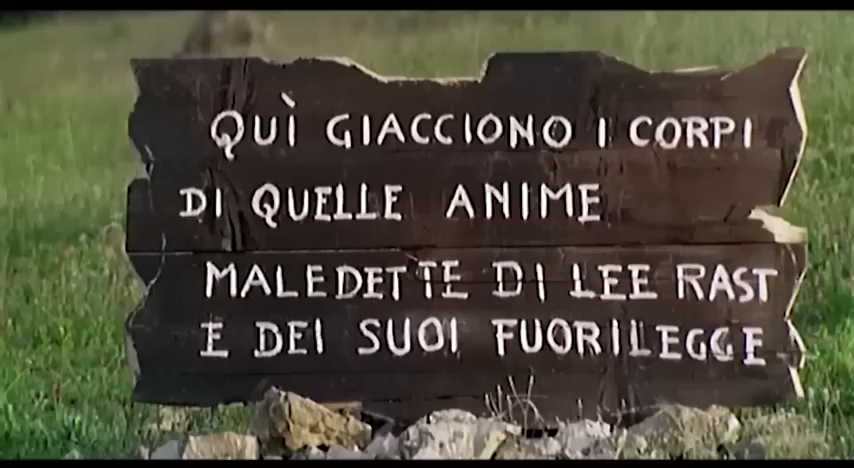 QUÌ GIACCIONO I CORPI
DI QUELLE ANIME
MALEDETTE DI LEE RAST
E DEI SUOI FUORILEGGE